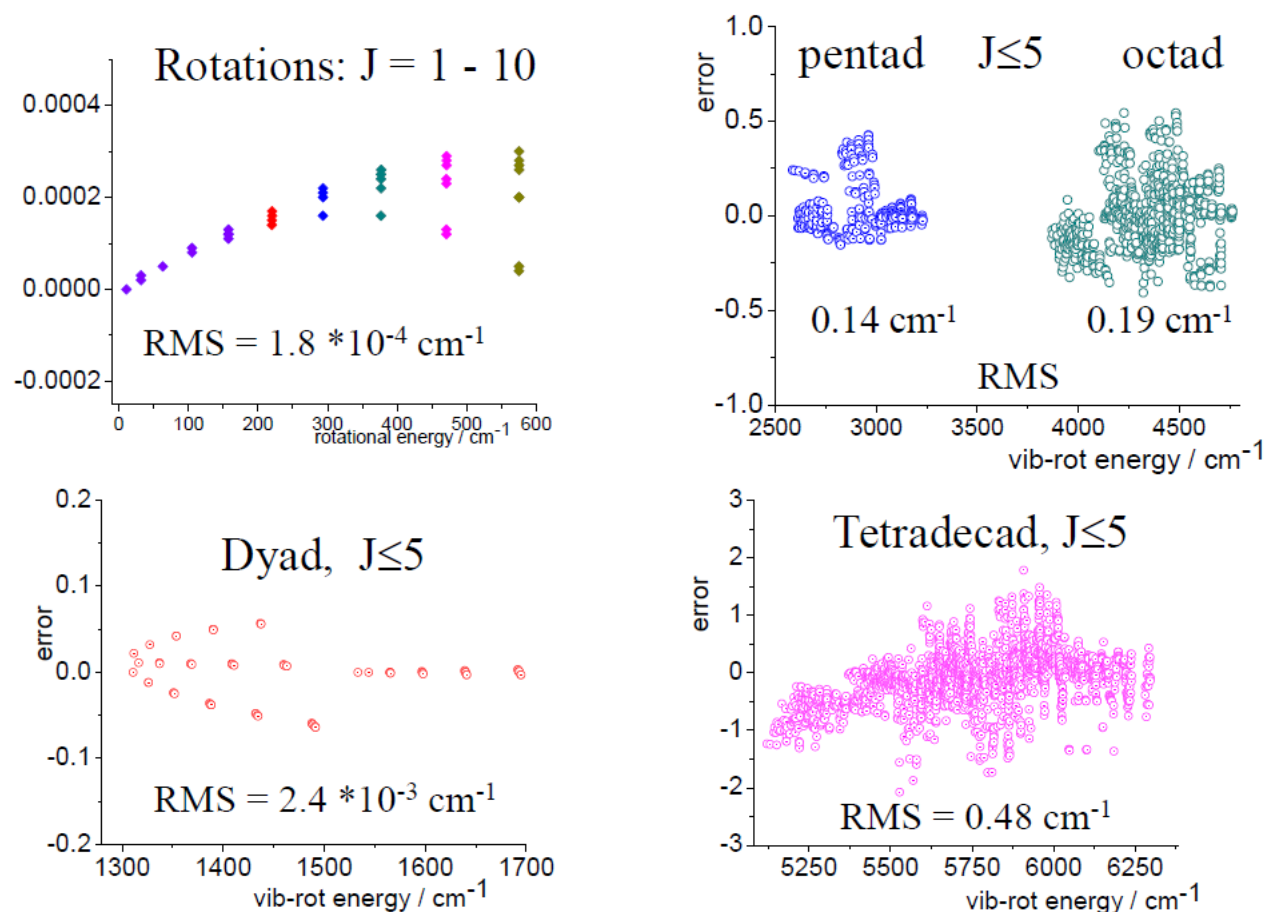 Rotations: J = 1 - 10
0.0004
0.0002
0.0000
-0.0002
RMS = 1.8 *10⁻⁴ cm⁻¹
0 100 200 300 400 500 600
rotational energy / cm⁻¹
pentad J≤5 octad
error
1.0
0.5
0.0
-0.5
-1.0
0.14 cm⁻¹ 0.19 cm⁻¹
RMS
2500 3000 3500 4000 4500
vib-rot energy / cm⁻¹
Dyad, J≤5
error
0.2
0.1
0.0
-0.1
-0.2
RMS = 2.4 *10⁻³ cm⁻¹
1300 1400 1500 1600 1700
vib-rot energy / cm⁻¹
Tetradecad, J≤5
error
3
2
1
0
-1
-2
-3
RMS = 0.48 cm⁻¹
5250 5500 5750 6000 6250
vib-rot energy / cm⁻¹